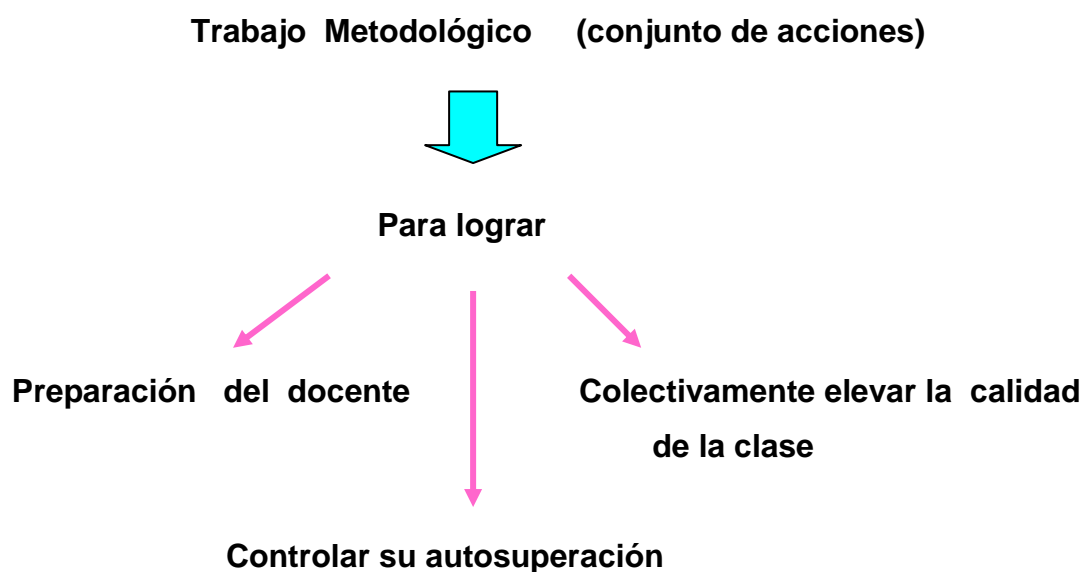 Trabajo Metodológico (conjunto de acciones)
Para lograr
Preparación del docente
Colectivamente elevar la calidad
de la clase
Controlar su autosuperación